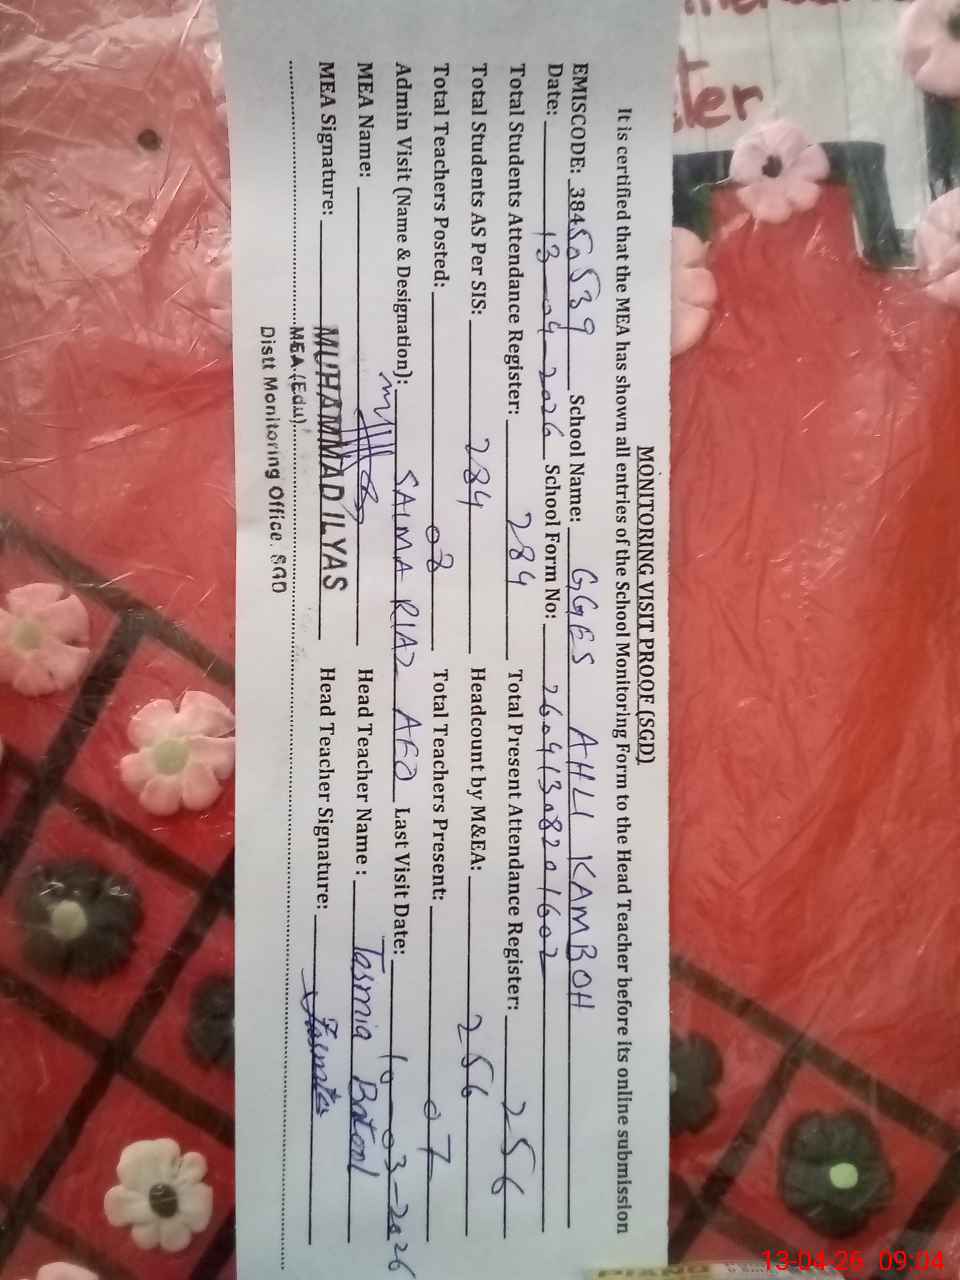 MONITORING VISIT PROOF (SGD)
It is certified that the MEA has shown all entries of the School Monitoring Form to the Head Teacher before its online submission
EMISCODE: 38450539 School Name: GGES AHLI KAMBOH
Date: 13-04-2026 School Form No: 26041308201602
Total Students Attendance Register: 284 Total Present Attendance Register: 256
Total Students AS Per SIS: 284 Headcount by M&EA: 256
Total Teachers Posted: 08 Total Teachers Present: 07
Admin Visit (Name & Designation): SAIMA RIAZ AEO Last Visit Date: 10-03-2026
MEA Name: Head Teacher Name : Tasmia Batool
MEA Signature: MUHAMMAD ILYAS Head Teacher Signature: Tasmia
MEA (Edu)
Distt Monitoring Office. SGD
13-04-26 09:04